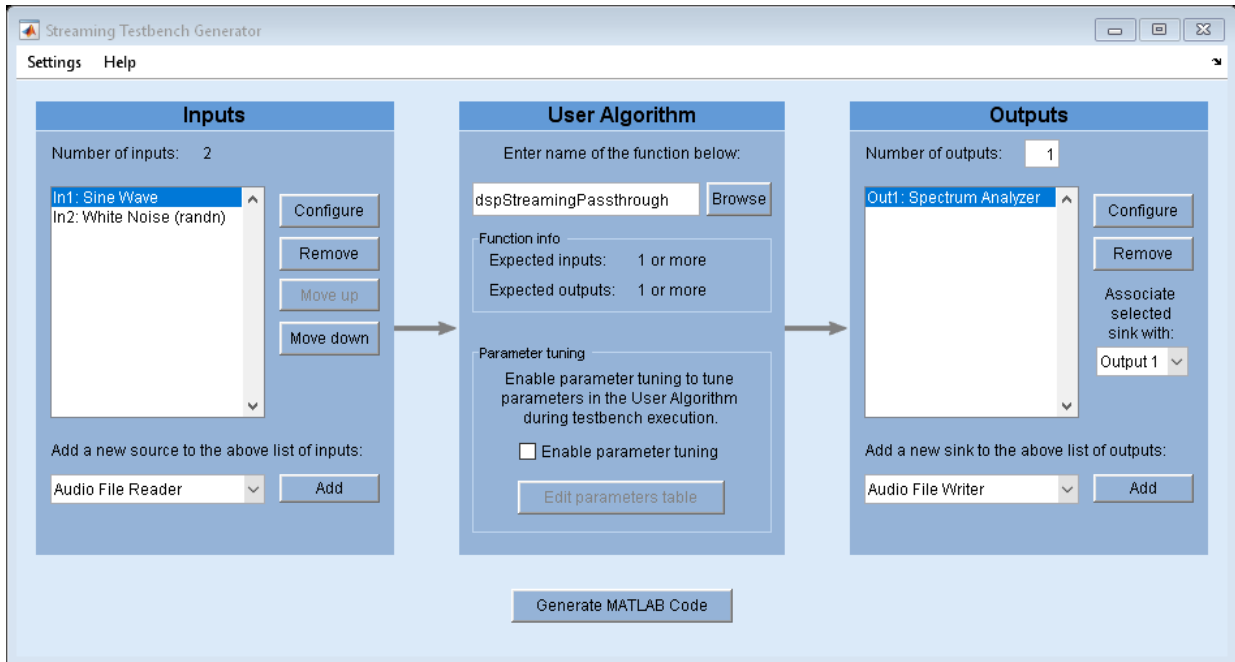 Streaming Testbench Generator
Settings Help
Inputs
Number of inputs: 2
In1: Sine Wave
In2: White Noise (randn)
Configure
Remove
Move up
Move down
Add a new source to the above list of inputs:
Audio File Reader
Add
User Algorithm
Enter name of the function below:
dspStreamingPassthrough
Browse
Function info
Expected inputs: 1 or more
Expected outputs: 1 or more
Parameter tuning
Enable parameter tuning to tune
parameters in the User Algorithm
during testbench execution.
Enable parameter tuning
Edit parameters table
Outputs
Number of outputs: 1
Out1: Spectrum Analyzer
Configure
Remove
Associate
selected
sink with:
Output 1
Add a new sink to the above list of outputs:
Audio File Writer
Add
Generate MATLAB Code